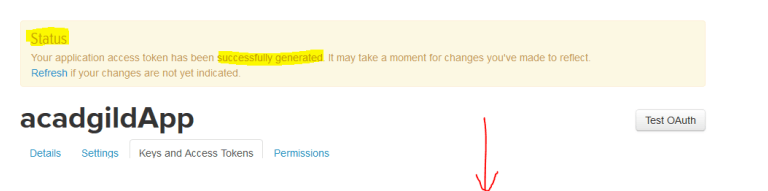 Status
Your application access token has been successfully generated. It may take a moment for changes you've made to reflect.
Refresh if your changes are not yet indicated.
acadgildApp
Test OAuth
Details Settings Keys and Access Tokens Permissions